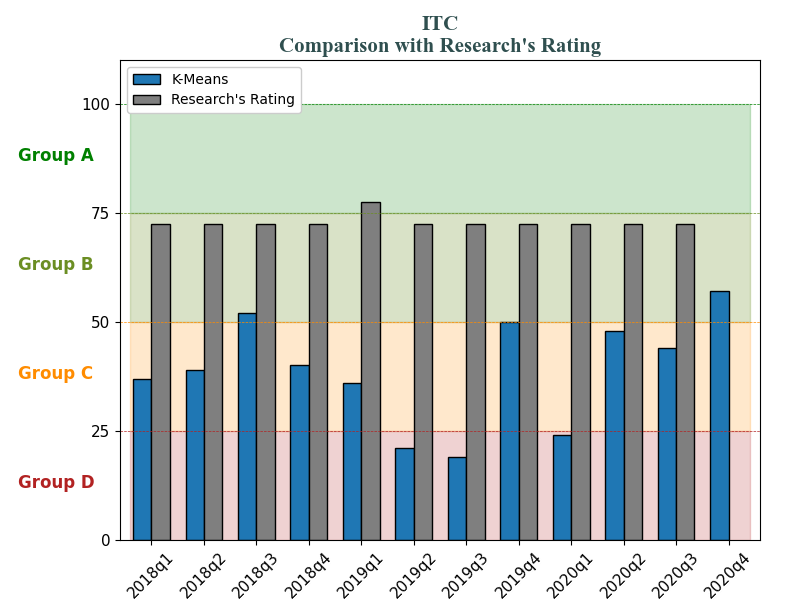 ITC
Comparison with Research's Rating
K-Means
Research's Rating
100
Group A
75
Group B
50
Group C
25
Group D
0
2018q1
2018q2
2018q3
2018q4
2019q1
2019q2
2019q3
2019q4
2020q1
2020q2
2020q3
2020q4